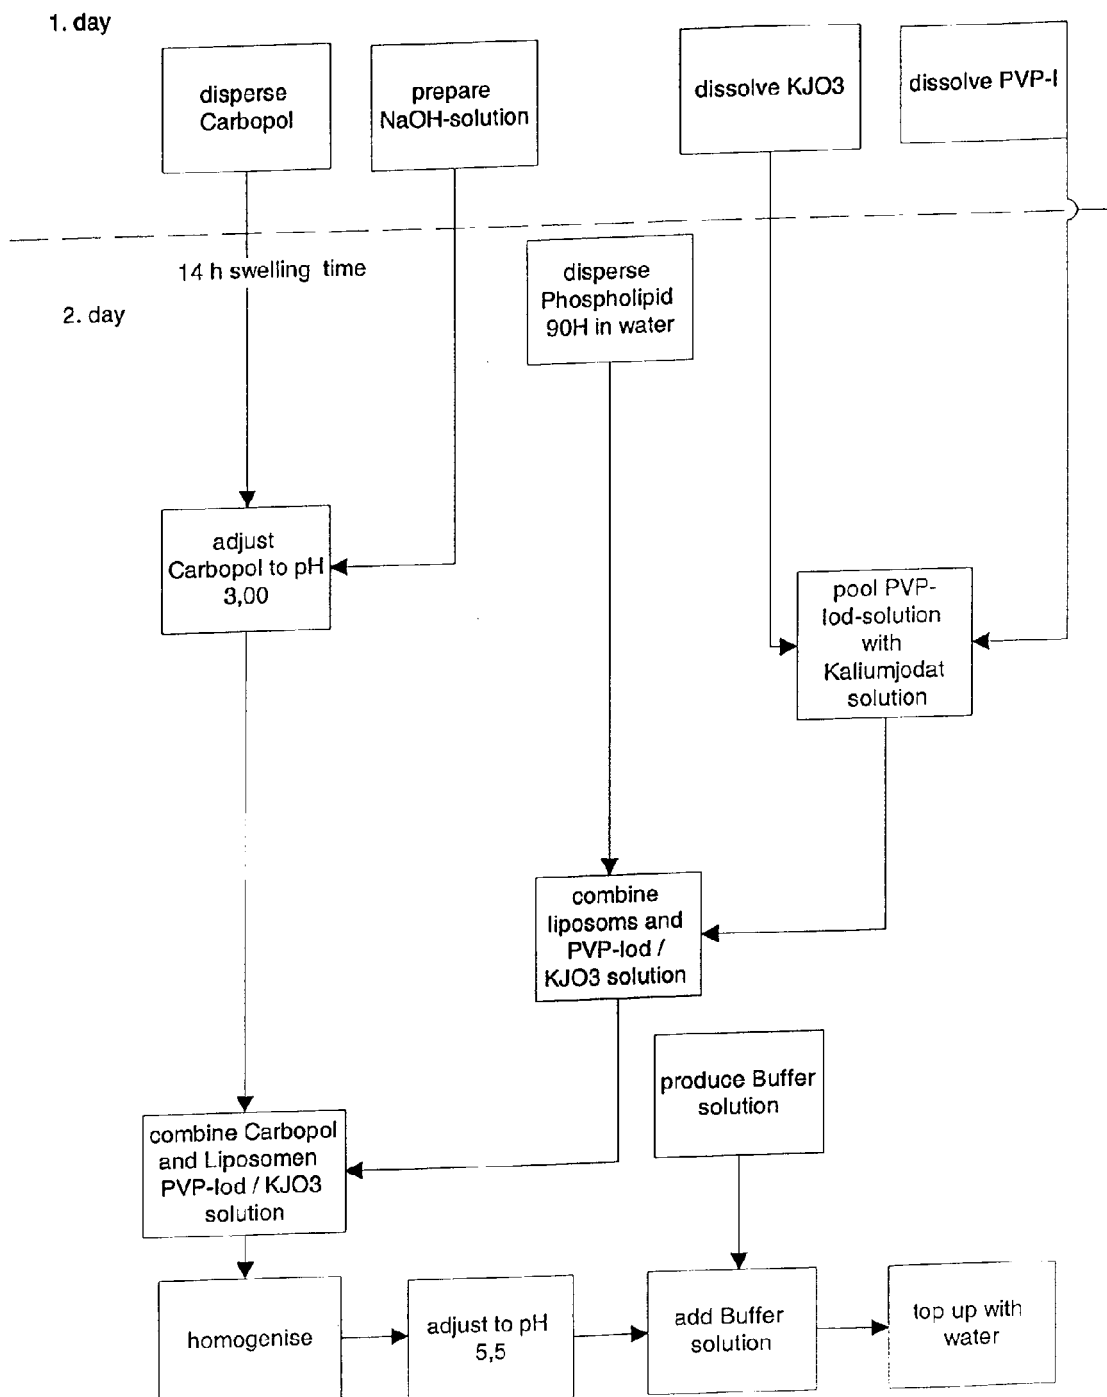 1. day
disperse
Carbopol
prepare
NaOH-solution
dissolve KJO3
dissolve PVP-I
14 h swelling time
2. day
disperse
Phospholipid
90H in water
adjust
Carbopol to pH
3,00
pool PVP-
Iod-solution
with
Kaliumjodat
solution
combine
liposoms and
PVP-Iod /
KJO3 solution
produce Buffer
solution
combine Carbopol
and Liposomen
PVP-Iod / KJO3
solution
homogenise
adjust to pH
5,5
add Buffer
solution
top up with
water